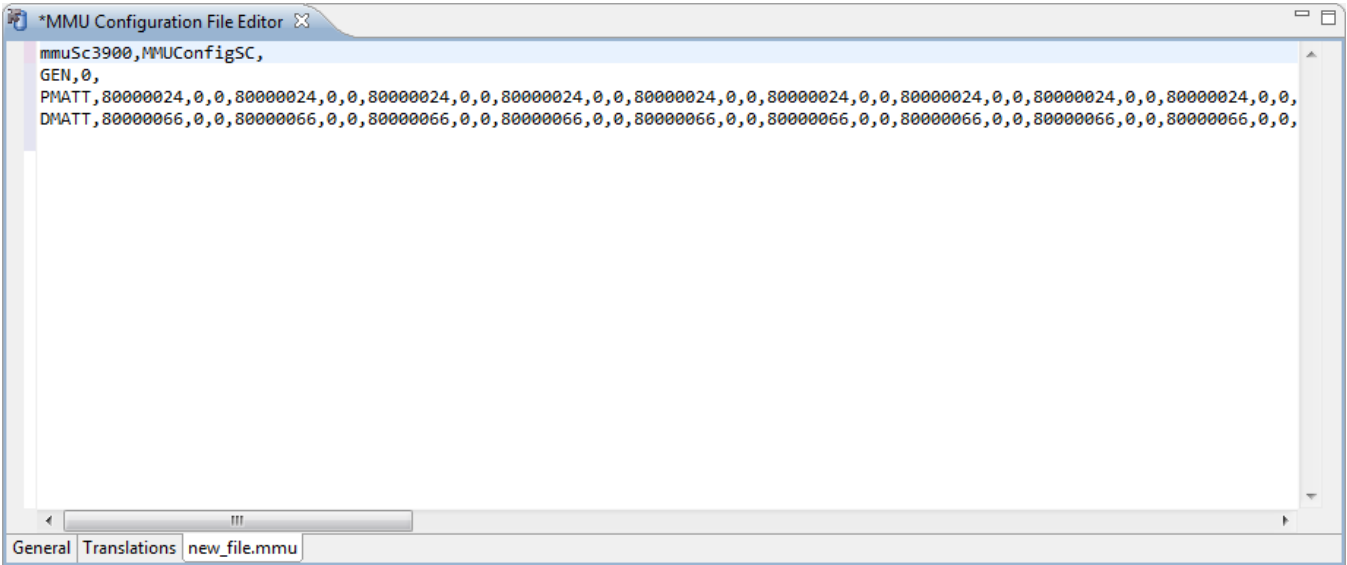 *MMU Configuration File Editor
mmuSc3900,MMUConfigSC,
GEN,0,
PMATT,80000024,0,0,80000024,0,0,80000024,0,0,80000024,0,0,80000024,0,0,80000024,0,0,80000024,0,0,80000024,0,0,80000024,0,0,
DMATT,80000066,0,0,80000066,0,0,80000066,0,0,80000066,0,0,80000066,0,0,80000066,0,0,80000066,0,0,80000066,0,0,80000066,0,0,
General Translations new_file.mmu